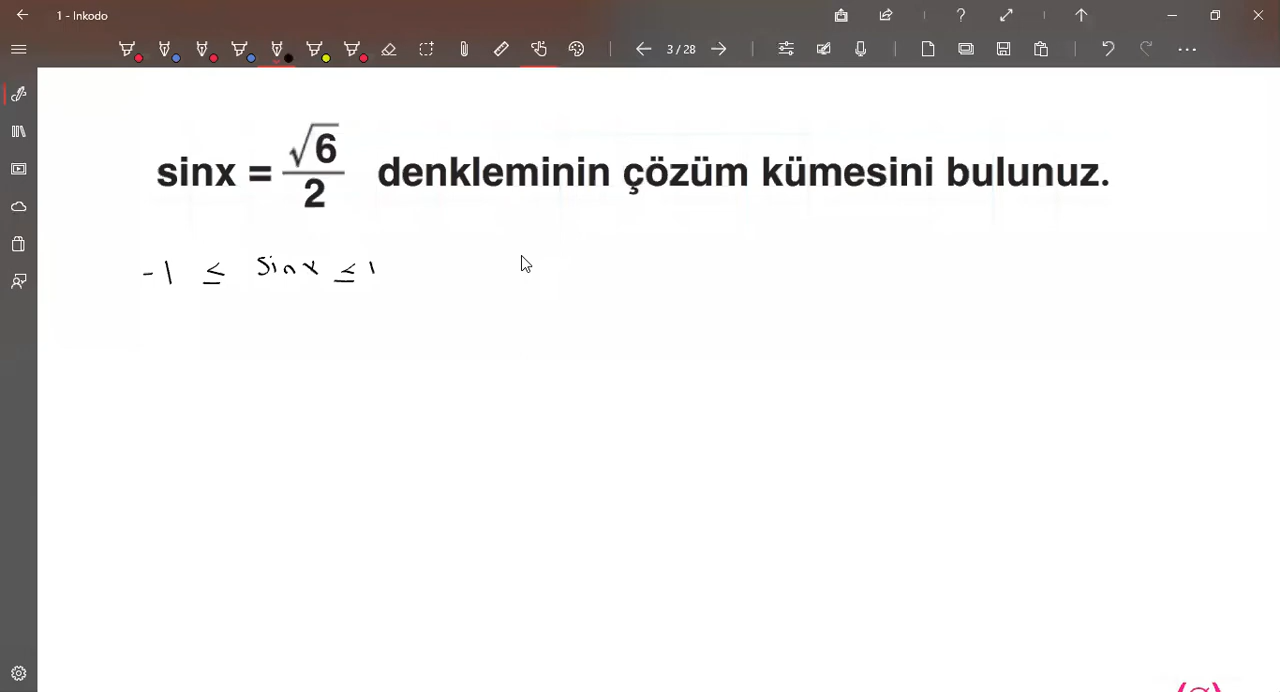 1 - Inkodo
3 / 28
sinx = √6/2 denkleminin çözüm kümesini bulunuz.
-1 ≤ sinx ≤ 1